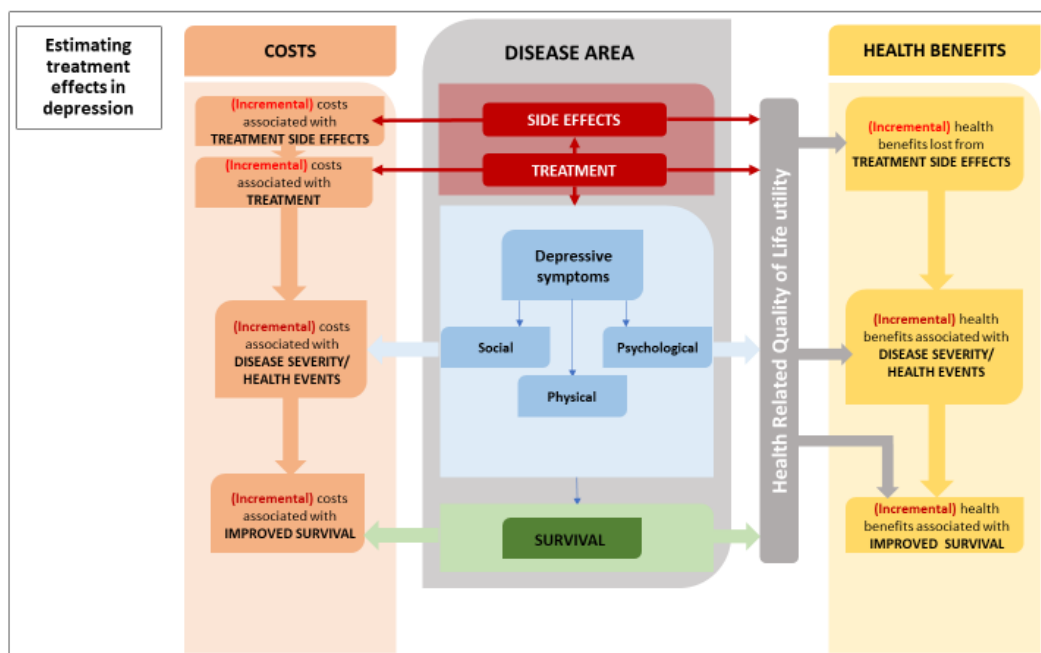 Estimating
treatment
effects in
depression
COSTS
(Incremental) costs
associated with
TREATMENT SIDE EFFECTS
(Incremental) costs
associated with
TREATMENT
(Incremental) costs
associated with
DISEASE SEVERITY/
HEALTH EVENTS
(Incremental) costs
associated with
IMPROVED SURVIVAL
DISEASE AREA
SIDE EFFECTS
TREATMENT
Depressive
symptoms
Social
Psychological
Physical
SURVIVAL
Health Related Quality of Life utility
HEALTH BENEFITS
(Incremental) health
benefits lost from
TREATMENT SIDE EFFECTS
(Incremental) health
benefits associated with
DISEASE SEVERITY/
HEALTH EVENTS
(Incremental) health
benefits associated with
IMPROVED SURVIVAL